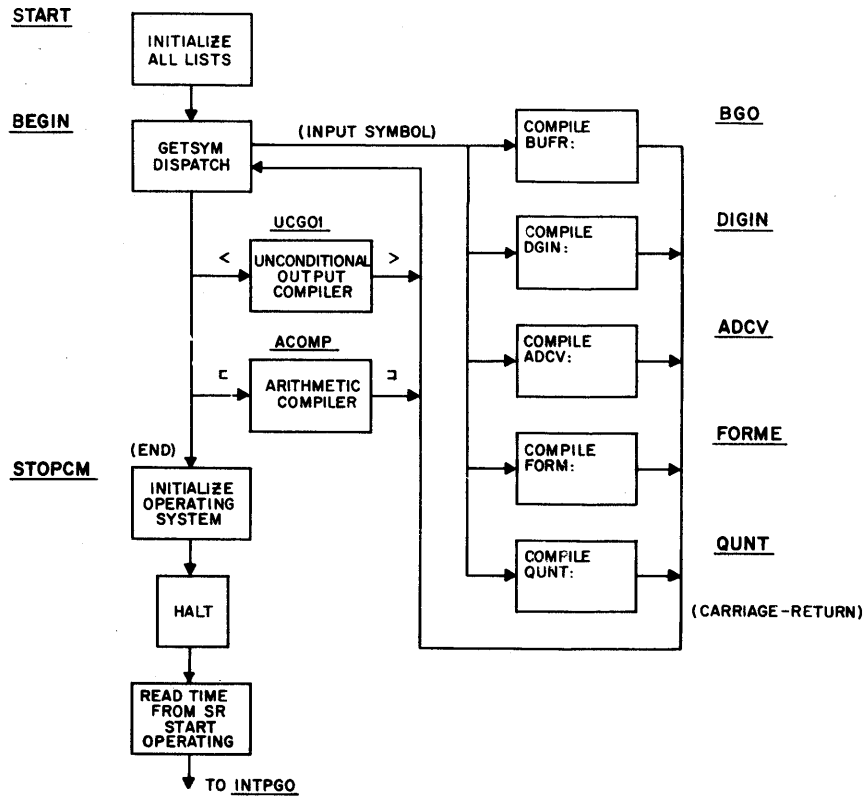 START
INITIALIZE
ALL LISTS
BEGIN
GETSYM
DISPATCH
(INPUT SYMBOL)
COMPILE
BUFR:
BGO
UCGO1
<
UNCONDITIONAL
OUTPUT
COMPILER
>
COMPILE
DGIN:
DIGIN
ACOMP
⊏
ARITHMETIC
COMPILER
⊐
COMPILE
ADCV:
ADCV
(END)
STOPCM
INITIALIZE
OPERATING
SYSTEM
COMPILE
FORM:
FORME
COMPILE
QUNT:
QUNT
(CARRIAGE-RETURN)
HALT
READ TIME
FROM SR
START
OPERATING
TO INTPGO